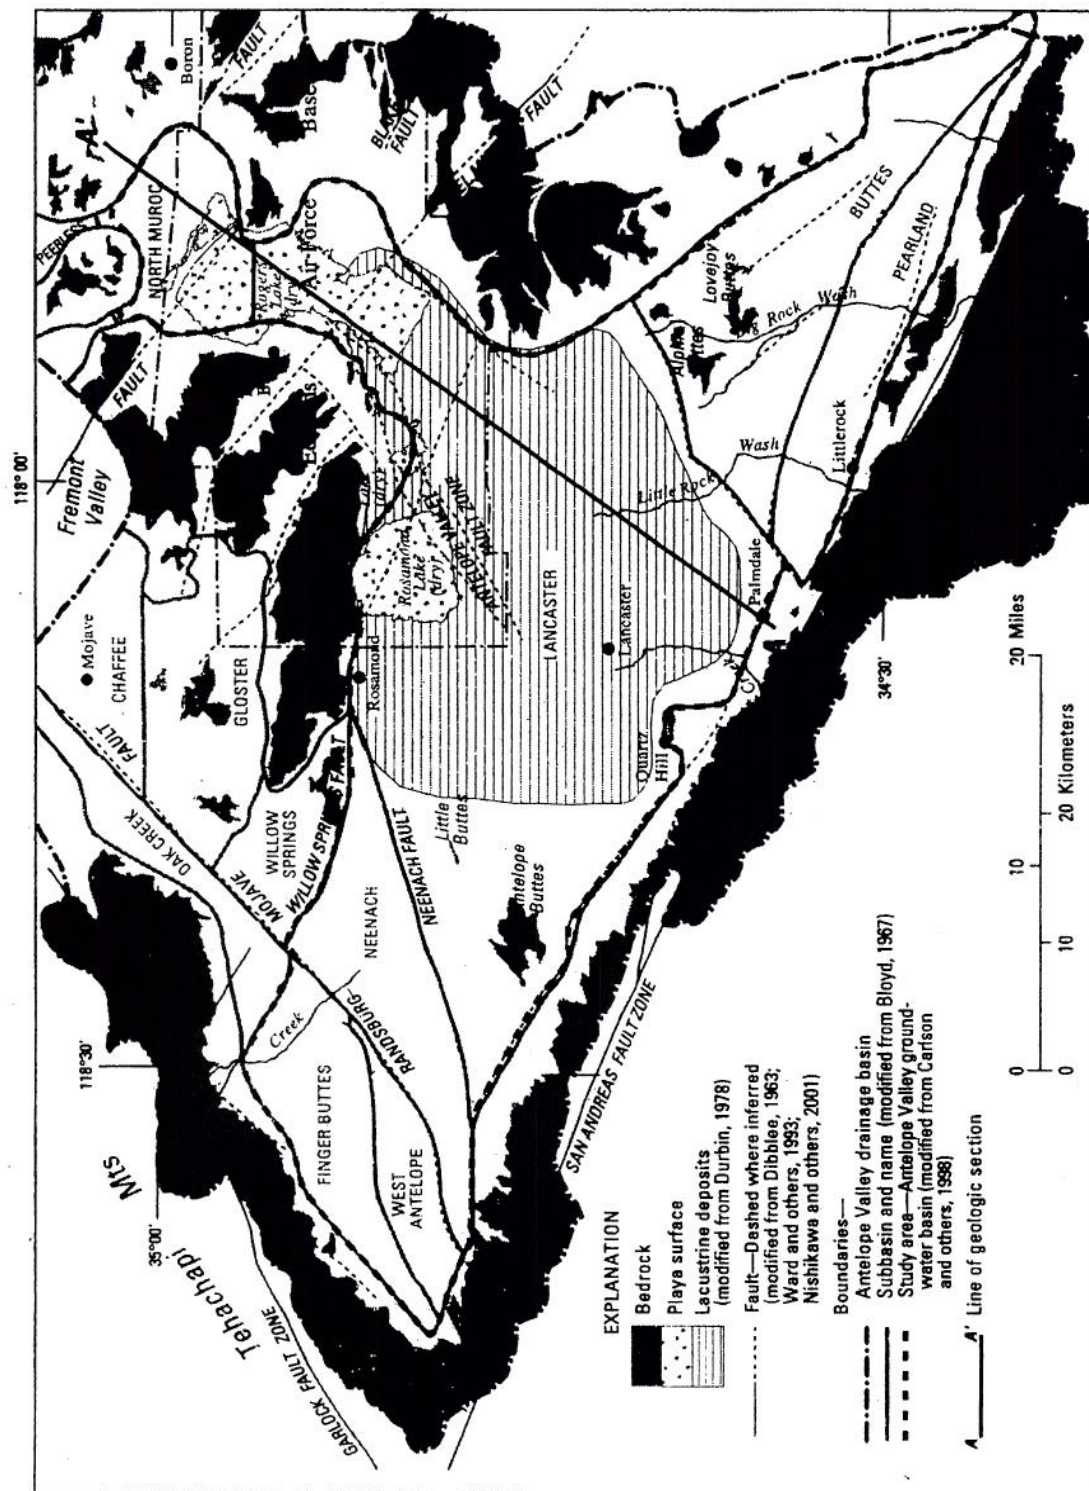 118°00'
118°30'
35°00'
34°30'
Tehachapi
Mts
Fremont
Valley
Mojave
CHAFFEE
FAULT
GLOSTER
OAK CREEK
MOJAVE
WILLOW
SPRINGS
WILLOW SPRINGS FAULT
Rosamond
FAULT
PEERLESS
NORTH MUROC
Boron
FAULT
A'
Rogers
Lake
(dry)
Air Force
Base
FAULT
FAULT
Rosamond
Lake
(dry)
(dry)
ANTELOPE VALLEY
FAULT ZONE
LANCASTER
Lancaster
Little
Buttes
NEENACH FAULT
NEENACH
Creek
RANDSBURG-
FINGER BUTTES
WEST
ANTELOPE
Buttes
Quartz
Hill
Palmdale
Little Rock
Wash
Littlerock
Buttes
Lovejoy
Buttes
Rock
Wash
BUTTES
PEARLAND
SAN ANDREAS FAULT ZONE
GARLOCK FAULT ZONE
EXPLANATION
Bedrock
Playa surface
Lacustrine deposits
(modified from Durbin, 1978)
Fault—Dashed where inferred
(modified from Dibblee, 1963;
Ward and others, 1993;
Nishikawa and others, 2001)
Boundaries—
Antelope Valley drainage basin
Subbasin and name (modified from Bloyd, 1967)
Study area—Antelope Valley ground-
water basin (modified from Carlson
and others, 1998)
A A' Line of geologic section
0 10 20 Miles
0 10 20 Kilometers